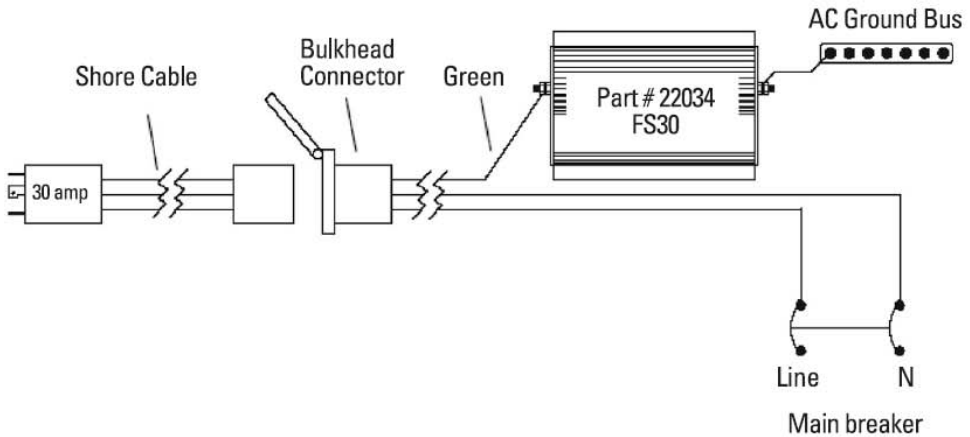 AC Ground Bus
Shore Cable
Bulkhead
Connector
Green
Part # 22034
FS30
30 amp
Line
N
Main breaker